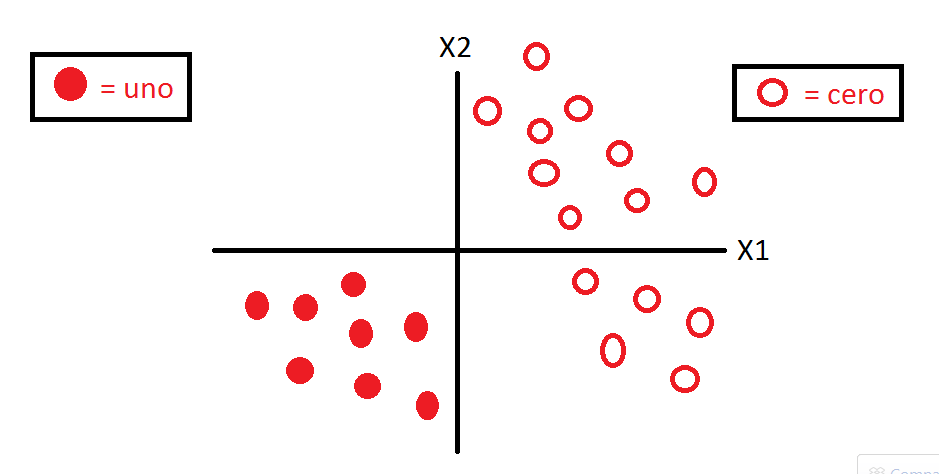 X2
= uno
= cero
X1